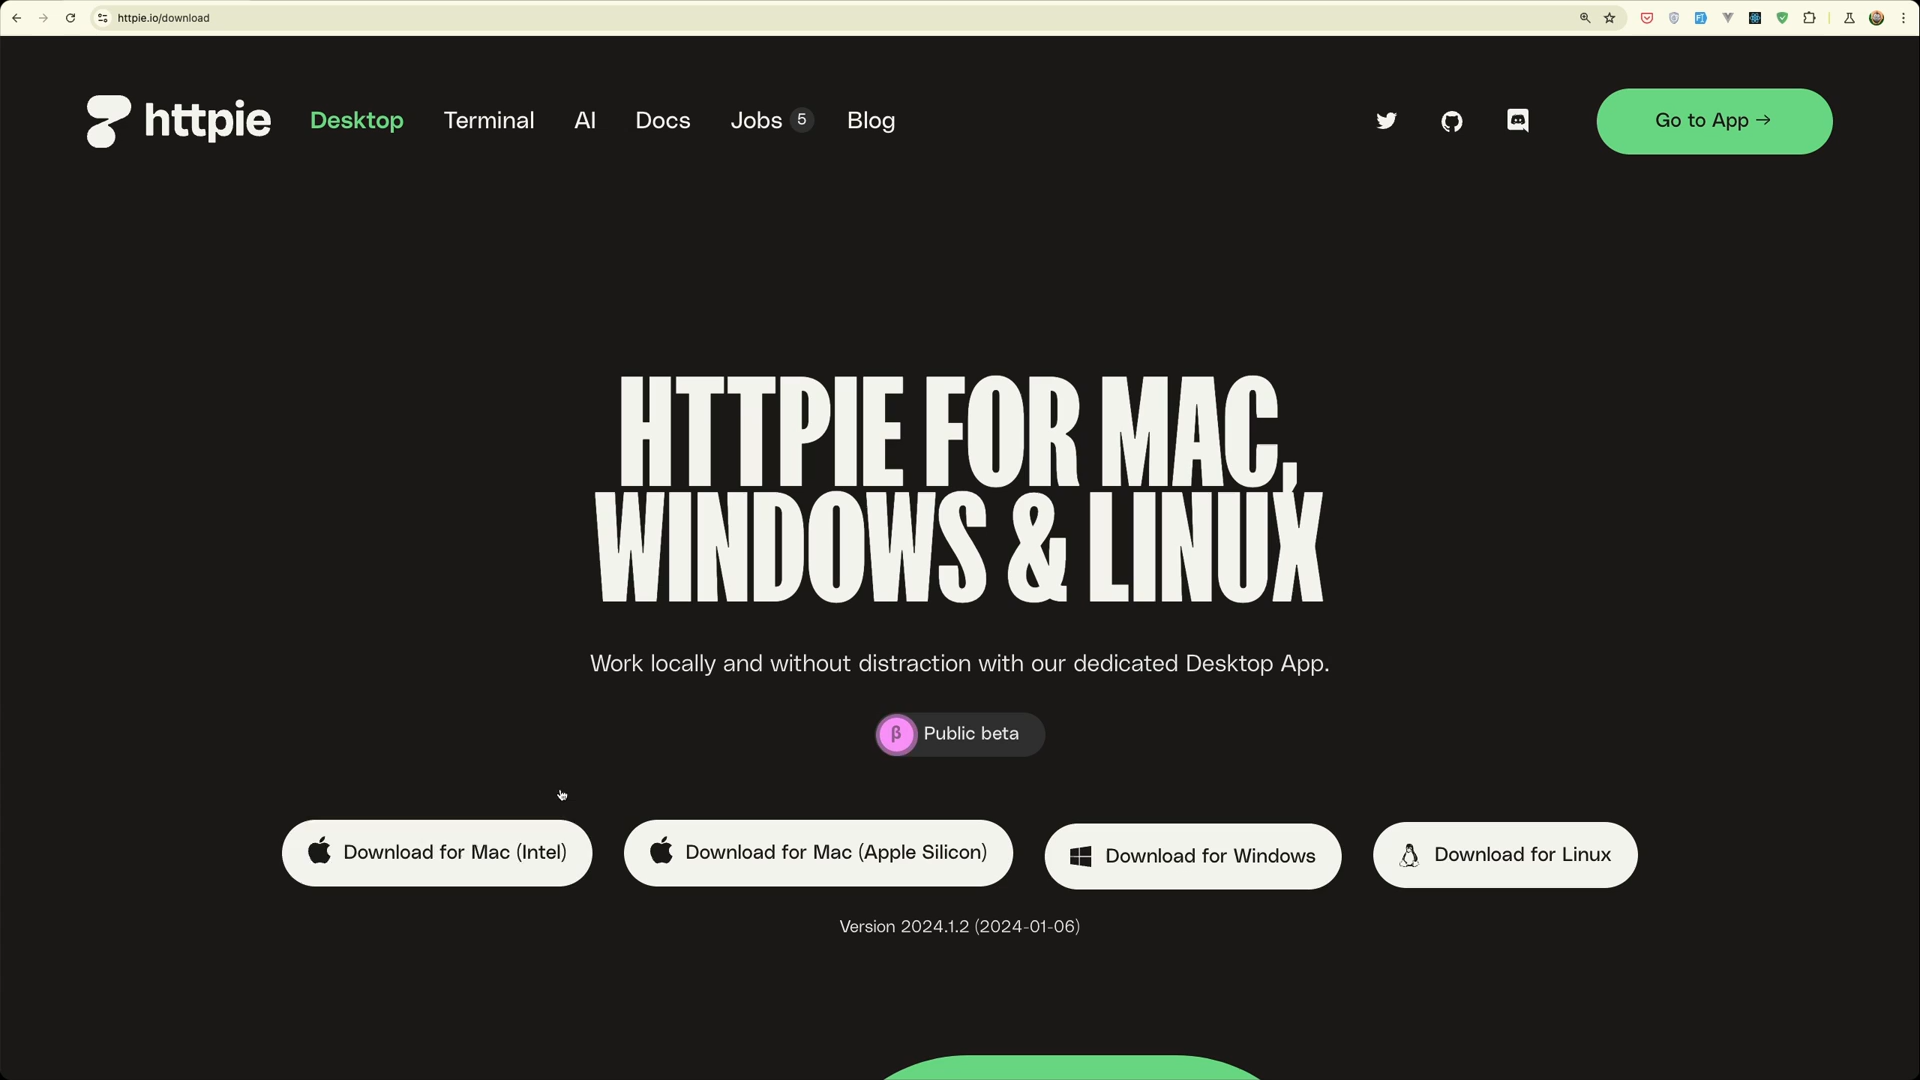 httpie.io/download
httpie Desktop Terminal AI Docs Jobs 5 Blog Go to App →
HTTPIE FOR MAC,
WINDOWS & LINUX
Work locally and without distraction with our dedicated Desktop App.
β Public beta
Download for Mac (Intel) Download for Mac (Apple Silicon) Download for Windows Download for Linux
Version 2024.1.2 (2024-01-06)